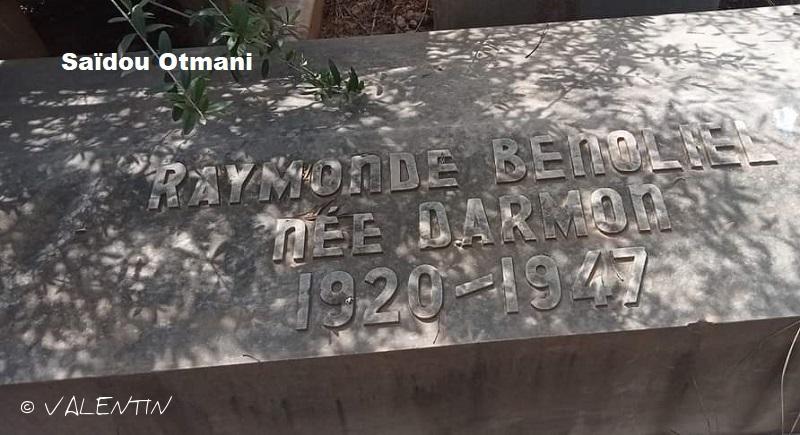 Saïdou Otmani
RAYMONDE BENOLIEL
NÉE DARMON
1920-1947
© VALENTIN